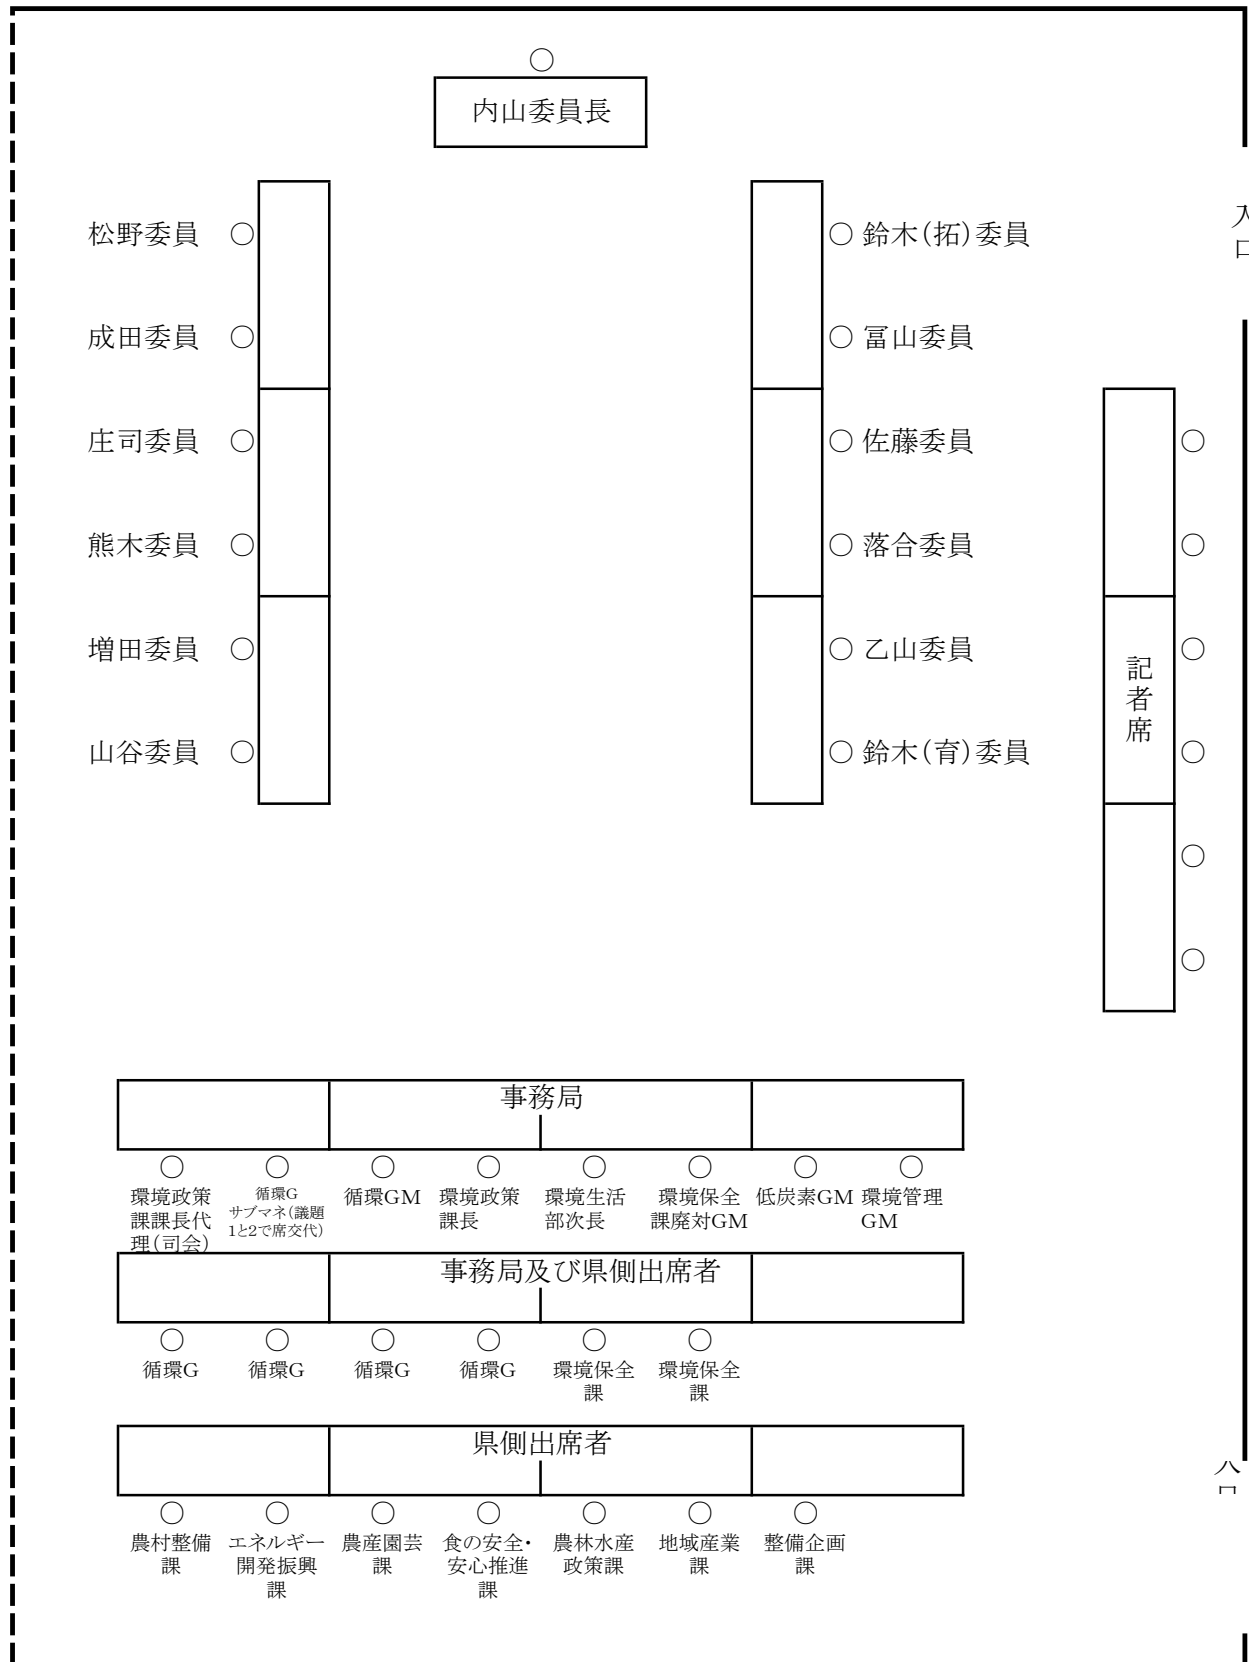 内山委員長
松野委員
鈴木(拓)委員
入
口
成田委員
冨山委員
庄司委員
佐藤委員
熊木委員
落合委員
増田委員
乙山委員
記
者
席
山谷委員
鈴木(育)委員
事務局
環境政策
課課長代
理(司会)
循環G
サブマネ(議題
1と2で席交代)
循環GM
環境政策
課長
環境生活
部次長
環境保全
課廃対GM
低炭素GM
環境管理
GM
事務局及び県側出席者
循環G
循環G
循環G
循環G
環境保全
課
環境保全
課
県側出席者
入
口
農村整備
課
エネルギー
開発振興
課
農産園芸
課
食の安全・
安心推進
課
農林水産
政策課
地域産業
課
整備企画
課